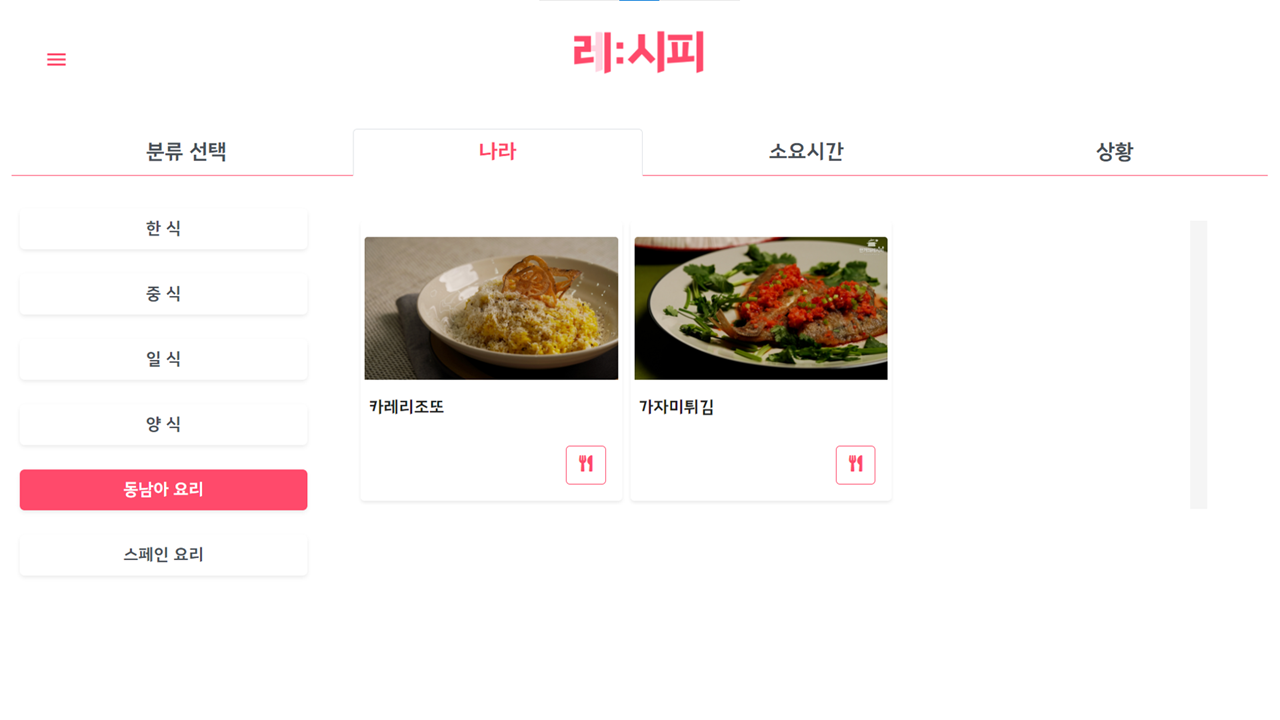 레:시피
분류 선택
나라
소요시간
상황
한 식
중 식
일 식
양 식
동남아 요리
스페인 요리
카레리조또
가자미튀김